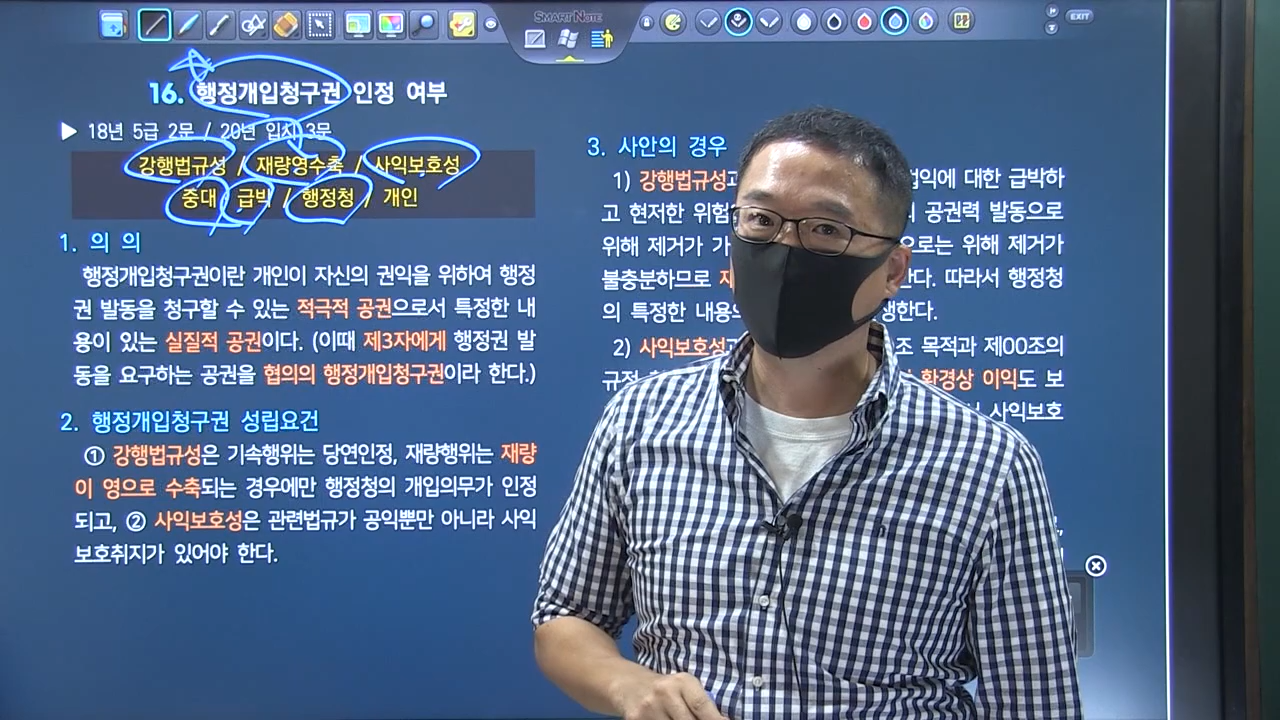 SMART NOTE
EXIT
16. 행정개입청구권 인정 여부
▶ 18년 5급 2문 / 20년 입시 3문
강행법규성 / 재량영수축 / 사익보호성
중대 / 급박 / 행정청 / 개인
1. 의 의
행정개입청구권이란 개인이 자신의 권익을 위하여 행정
권 발동을 청구할 수 있는 적극적 공권으로서 특정한 내
용이 있는 실질적 공권이다. (이때 제3자에게 행정권 발
동을 요구하는 공권을 협의의 행정개입청구권이라 한다.)
2. 행정개입청구권 성립요건
① 강행법규성은 기속행위는 당연인정, 재량행위는 재량
이 영으로 수축되는 경우에만 행정청의 개입의무가 인정
되고, ② 사익보호성은 관련법규가 공익뿐만 아니라 사익
보호취지가 있어야 한다.
3. 사안의 경우
1) 강행법규성 법익에 대한 급박하
고 현저한 위험 공권력 발동으로
위해 제거가 으로는 위해 제거가
불충분하므로 따라서 행정청
의 특정한
2) 사익보호성 조 목적과 제00조의
규정 환경상 이익도 보
사익보호